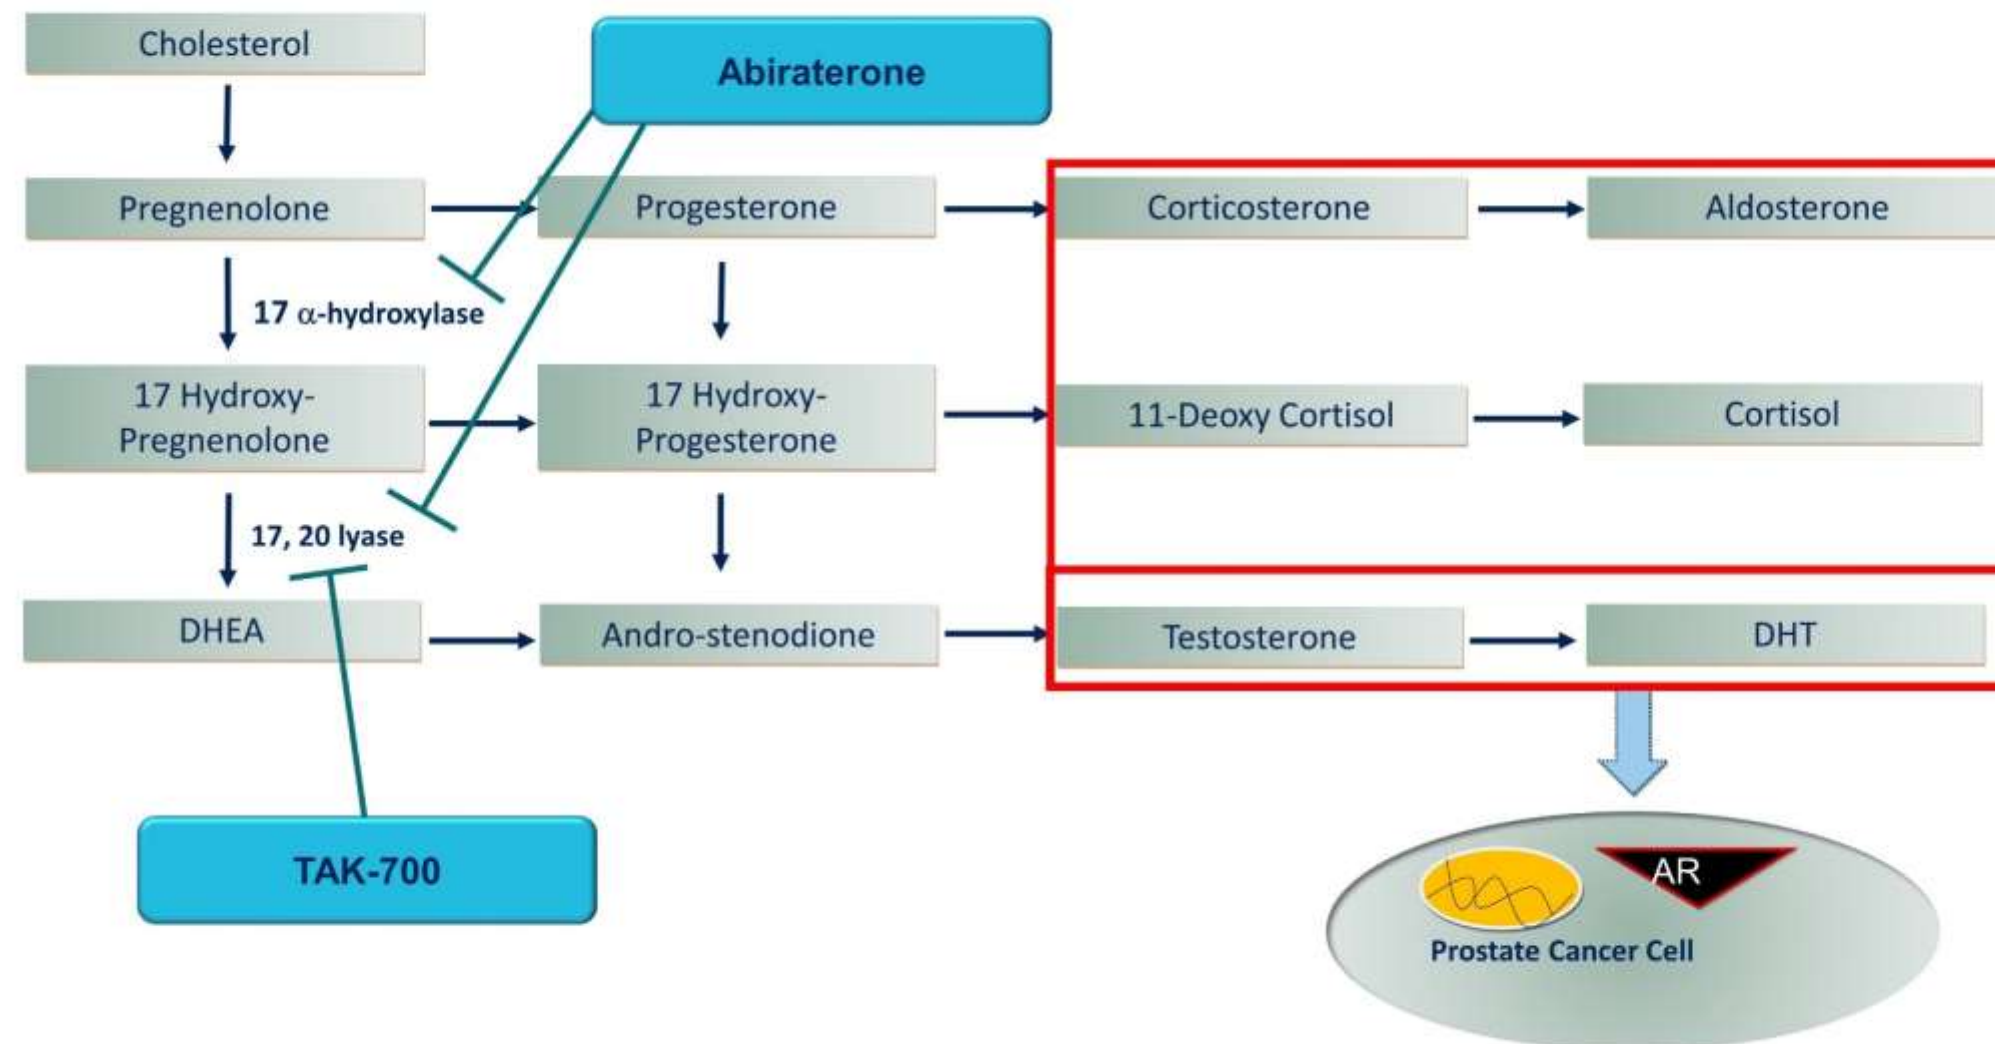 Cholesterol
Abiraterone
Pregnenolone
Progesterone
Corticosterone
Aldosterone
17 α-hydroxylase
17 Hydroxy-
Pregnenolone
17 Hydroxy-
Progesterone
11-Deoxy Cortisol
Cortisol
17, 20 lyase
DHEA
Andro-stenodione
Testosterone
DHT
TAK-700
AR
Prostate Cancer Cell